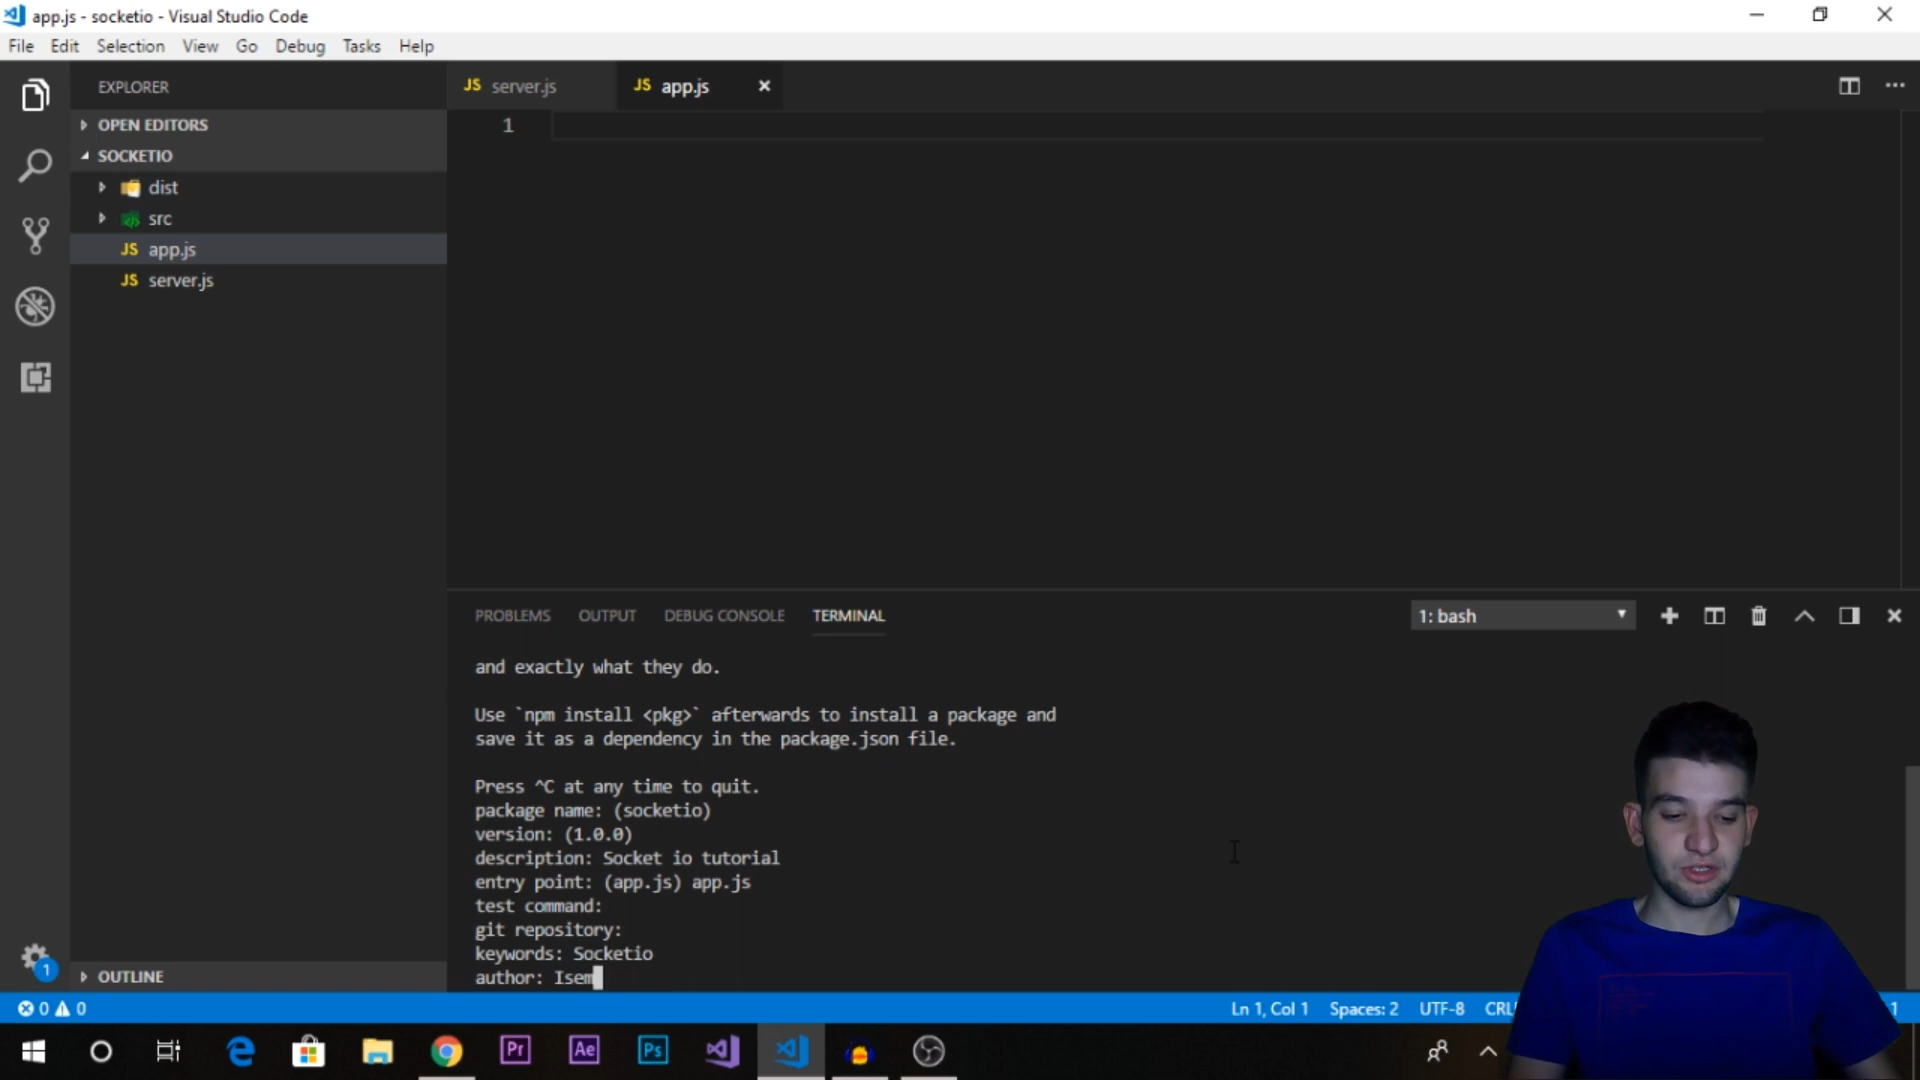 app.js - socketio - Visual Studio Code
File Edit Selection View Go Debug Tasks Help
EXPLORER
JS server.js
JS app.js
OPEN EDITORS
1
SOCKETIO
dist
src
JS app.js
JS server.js
PROBLEMS OUTPUT DEBUG CONSOLE TERMINAL
1: bash
and exactly what they do.
Use `npm install <pkg>` afterwards to install a package and
save it as a dependency in the package.json file.
Press ^C at any time to quit.
package name: (socketio)
version: (1.0.0)
description: Socket io tutorial
entry point: (app.js) app.js
test command:
git repository:
keywords: Socketio
author: Isem
1
OUTLINE
0 0
Ln 1, Col 1 Spaces: 2 UTF-8 CRL
1
Pr Ae Ps